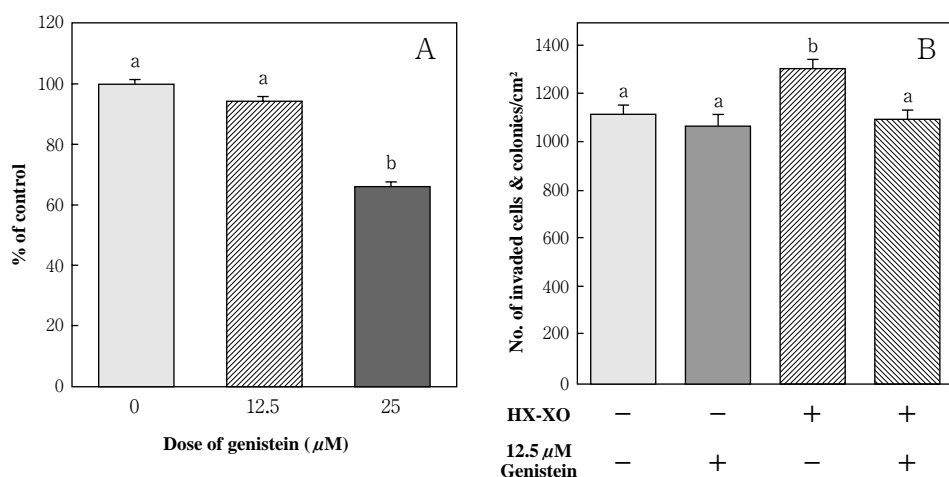 A
120
100
80
60
40
20
0
% of control
a
a
b
0 12.5 25
Dose of genistein (μM)
B
1400
1200
1000
800
600
400
200
0
No. of invaded cells & colonies/cm²
a
a
b
a
HX-XO − − + +
12.5 μM
Genistein − + − +